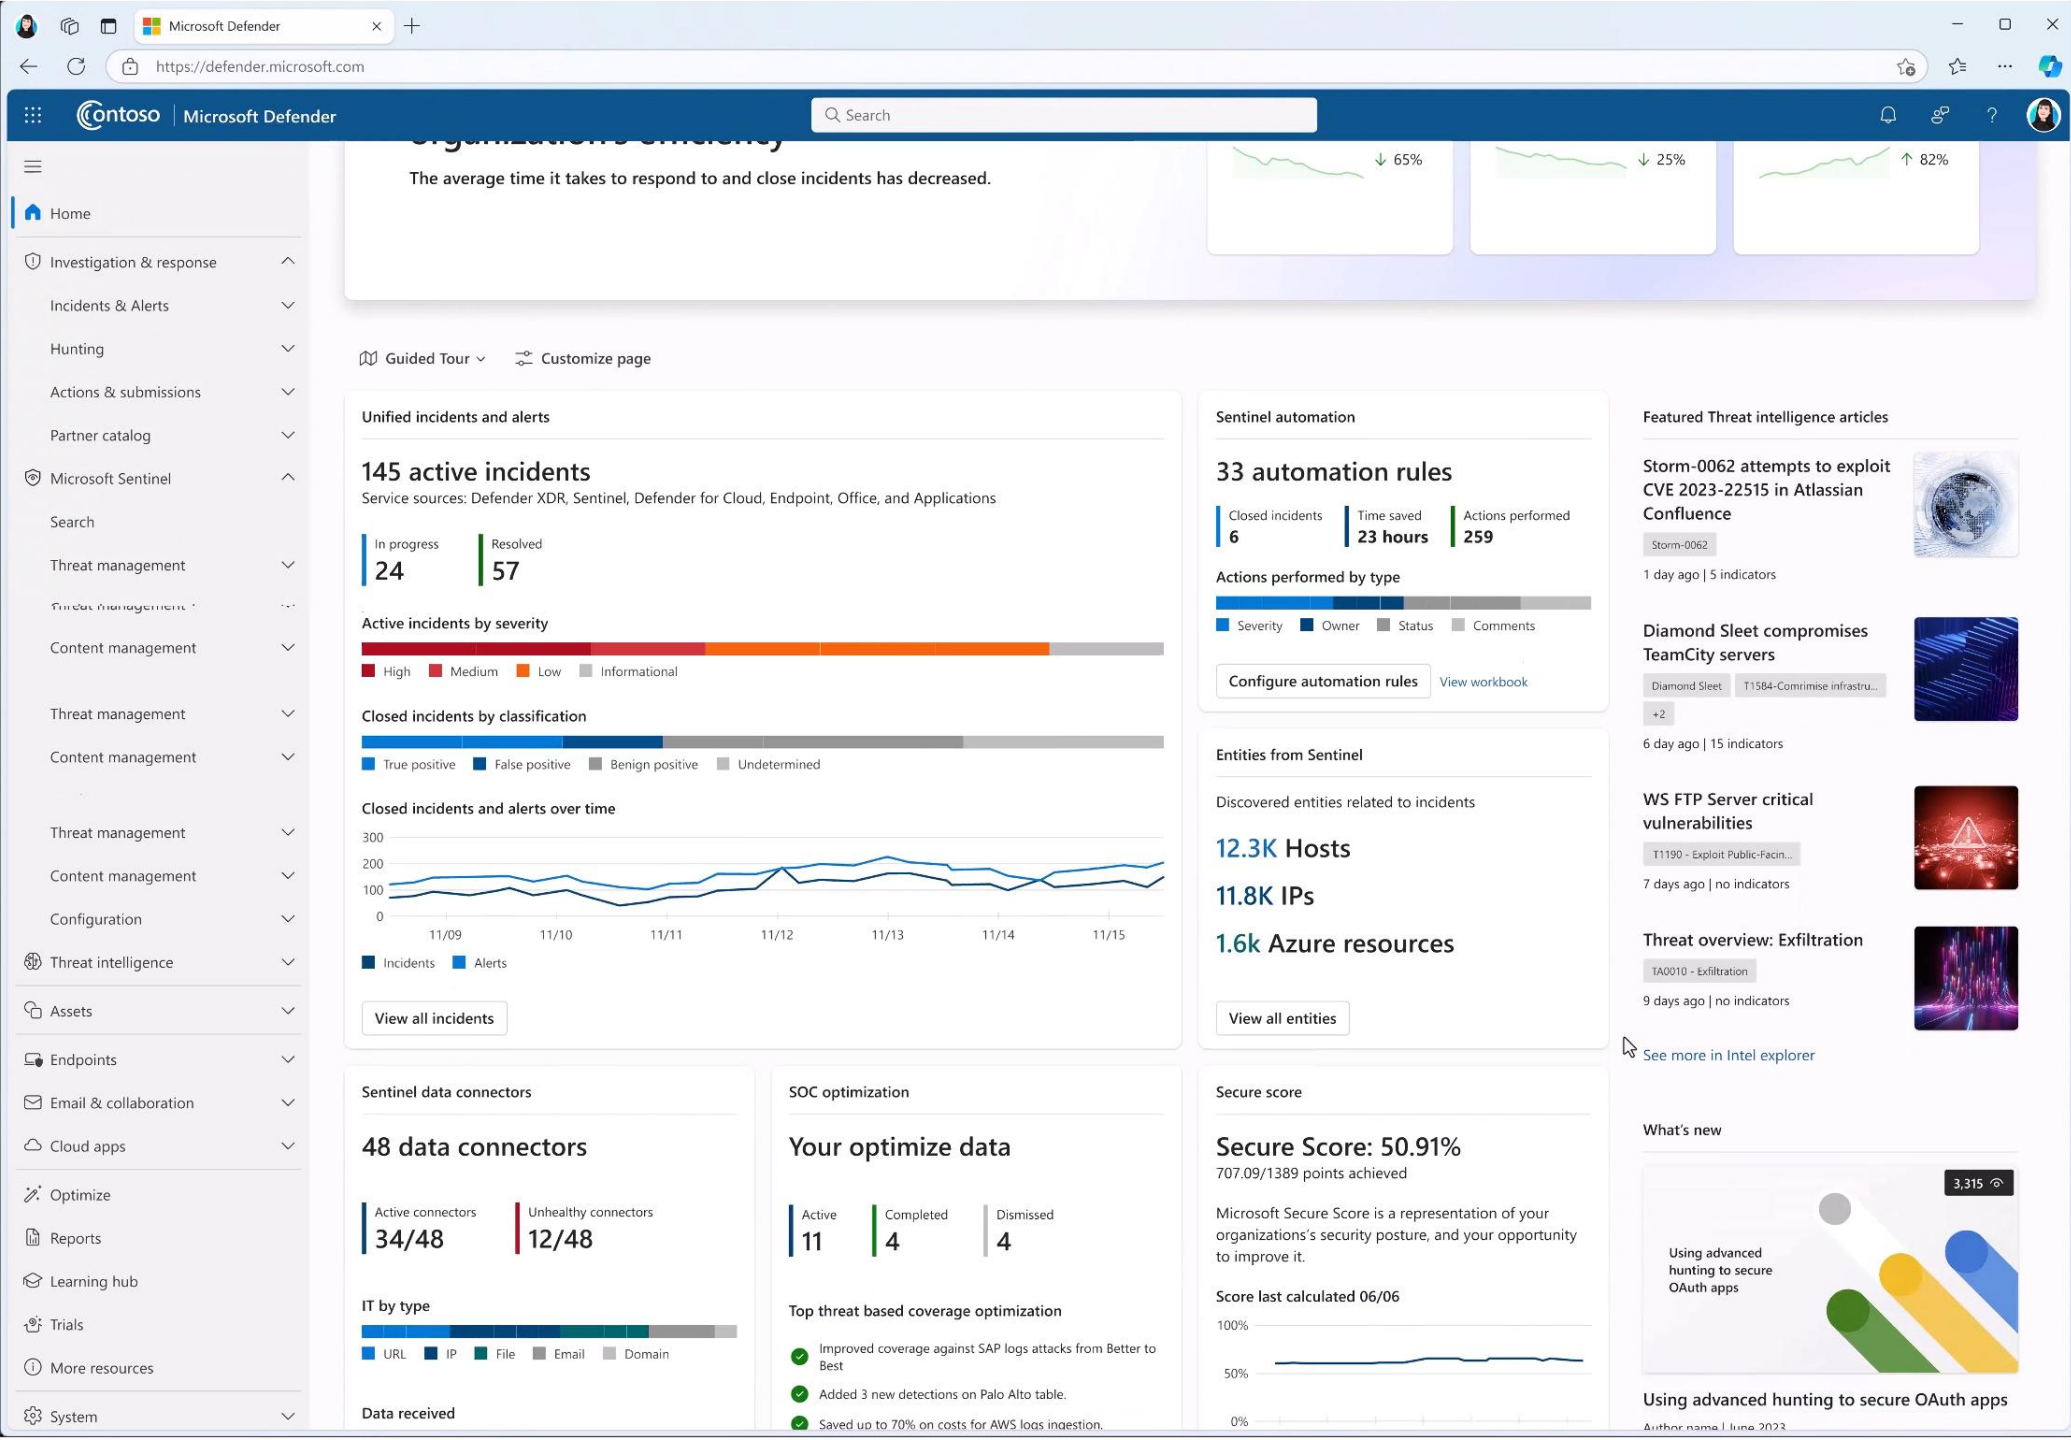 Microsoft Defender
https://defender.microsoft.com
Contoso
Microsoft Defender
Search
Home
Investigation & response
Incidents & Alerts
Hunting
Actions & submissions
Partner catalog
Microsoft Sentinel
Search
Threat management
Threat management
Content management
Threat management
Content management
Threat management
Content management
Configuration
Threat intelligence
Assets
Endpoints
Email & collaboration
Cloud apps
Optimize
Reports
Learning hub
Trials
More resources
System
Organization's efficiency
The average time it takes to respond to and close incidents has decreased.
65%
25%
82%
Guided Tour
Customize page
Unified incidents and alerts
145 active incidents
Service sources: Defender XDR, Sentinel, Defender for Cloud, Endpoint, Office, and Applications
In progress
24
Resolved
57
Active incidents by severity
High Medium Low Informational
Closed incidents by classification
True positive False positive Benign positive Undetermined
Closed incidents and alerts over time
300
200
100
0
11/09 11/10 11/11 11/12 11/13 11/14 11/15
Incidents Alerts
View all incidents
Sentinel automation
33 automation rules
Closed incidents
6
Time saved
23 hours
Actions performed
259
Actions performed by type
Severity Owner Status Comments
Configure automation rules
View workbook
Entities from Sentinel
Discovered entities related to incidents
12.3K Hosts
11.8K IPs
1.6k Azure resources
View all entities
Featured Threat intelligence articles
Storm-0062 attempts to exploit
CVE 2023-22515 in Atlassian
Confluence
Storm-0062
1 day ago | 5 indicators
Diamond Sleet compromises
TeamCity servers
Diamond Sleet
T1584-Comrimise infrastru...
+2
6 day ago | 15 indicators
WS FTP Server critical
vulnerabilities
T1190 - Exploit Public-Facin...
7 days ago | no indicators
Threat overview: Exfiltration
TA0010 - Exfiltration
9 days ago | no indicators
See more in Intel explorer
Sentinel data connectors
48 data connectors
Active connectors
34/48
Unhealthy connectors
12/48
IT by type
URL IP File Email Domain
Data received
SOC optimization
Your optimize data
Active
11
Completed
4
Dismissed
4
Top threat based coverage optimization
Improved coverage against SAP logs attacks from Better to
Best
Added 3 new detections on Palo Alto table.
Saved up to 70% on costs for AWS logs ingestion.
Secure score
Secure Score: 50.91%
707.09/1389 points achieved
Microsoft Secure Score is a representation of your
organizations's security posture, and your opportunity
to improve it.
Score last calculated 06/06
100%
50%
0%
What's new
3,315
Using advanced
hunting to secure
OAuth apps
Using advanced hunting to secure OAuth apps
Author name | June 2023